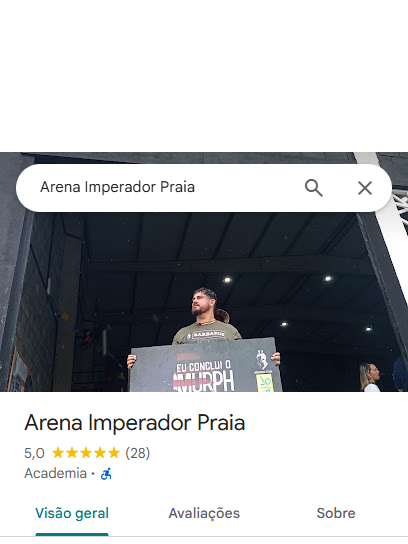 Arena Imperador Praia
BARBAROS
EU CONCLUI O
MURPH
Arena Imperador Praia
5,0 (28)
Academia ·
Visão geral
Avaliações
Sobre